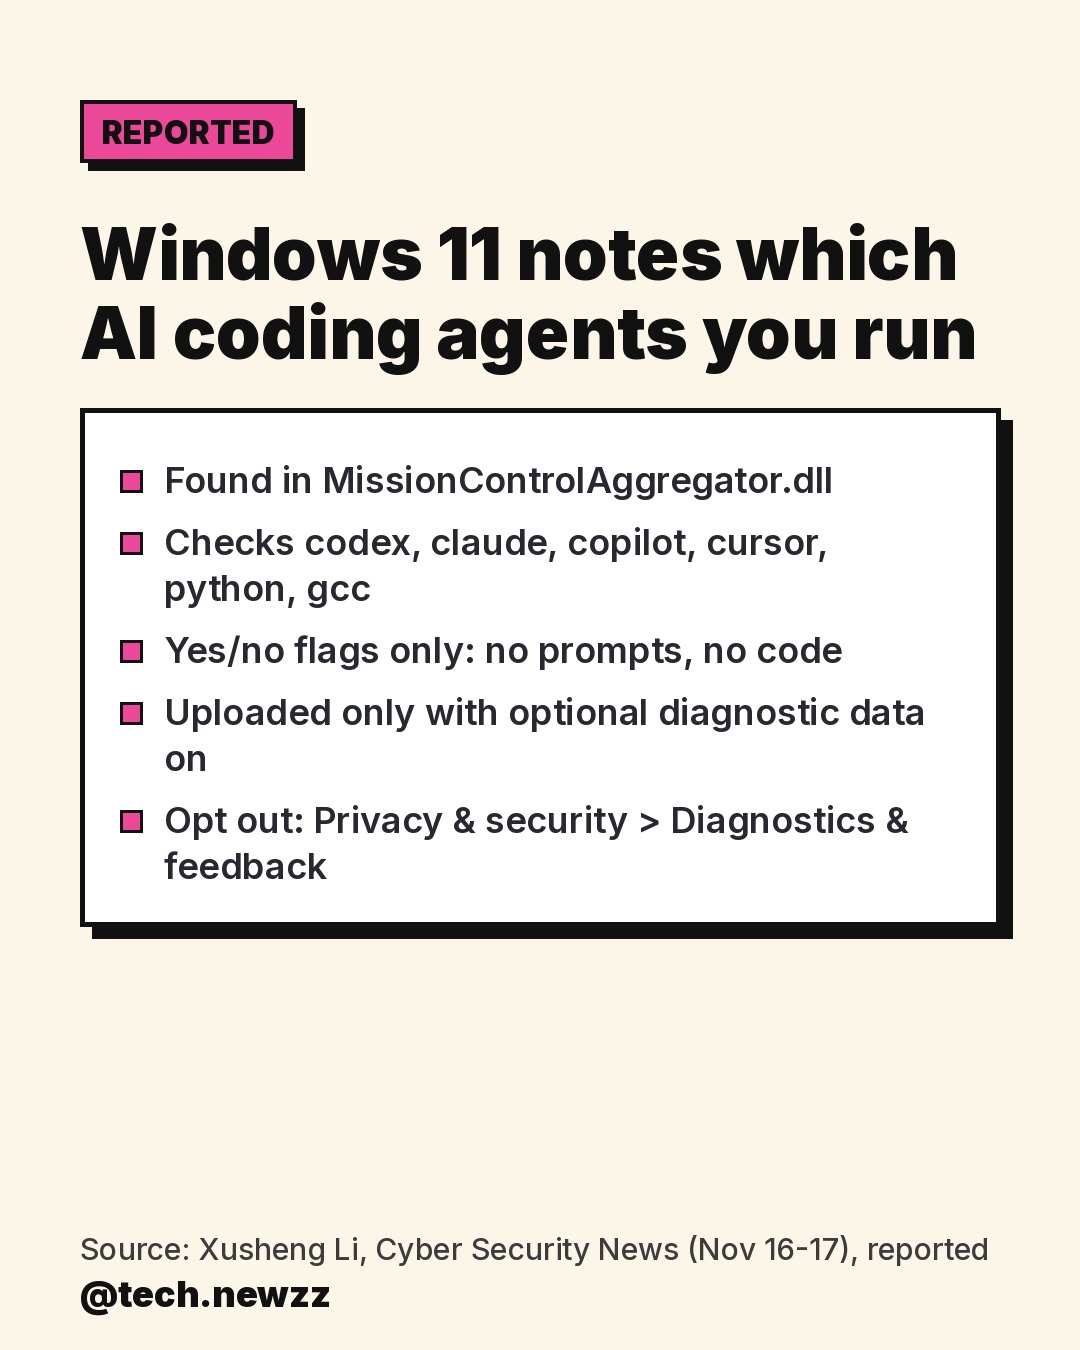 REPORTED
Windows 11 notes which
AI coding agents you run
Found in MissionControlAggregator.dll
Checks codex, claude, copilot, cursor,
python, gcc
Yes/no flags only: no prompts, no code
Uploaded only with optional diagnostic data
on
Opt out: Privacy & security > Diagnostics &
feedback
Source: Xusheng Li, Cyber Security News (Nov 16-17), reported
@tech.newzz